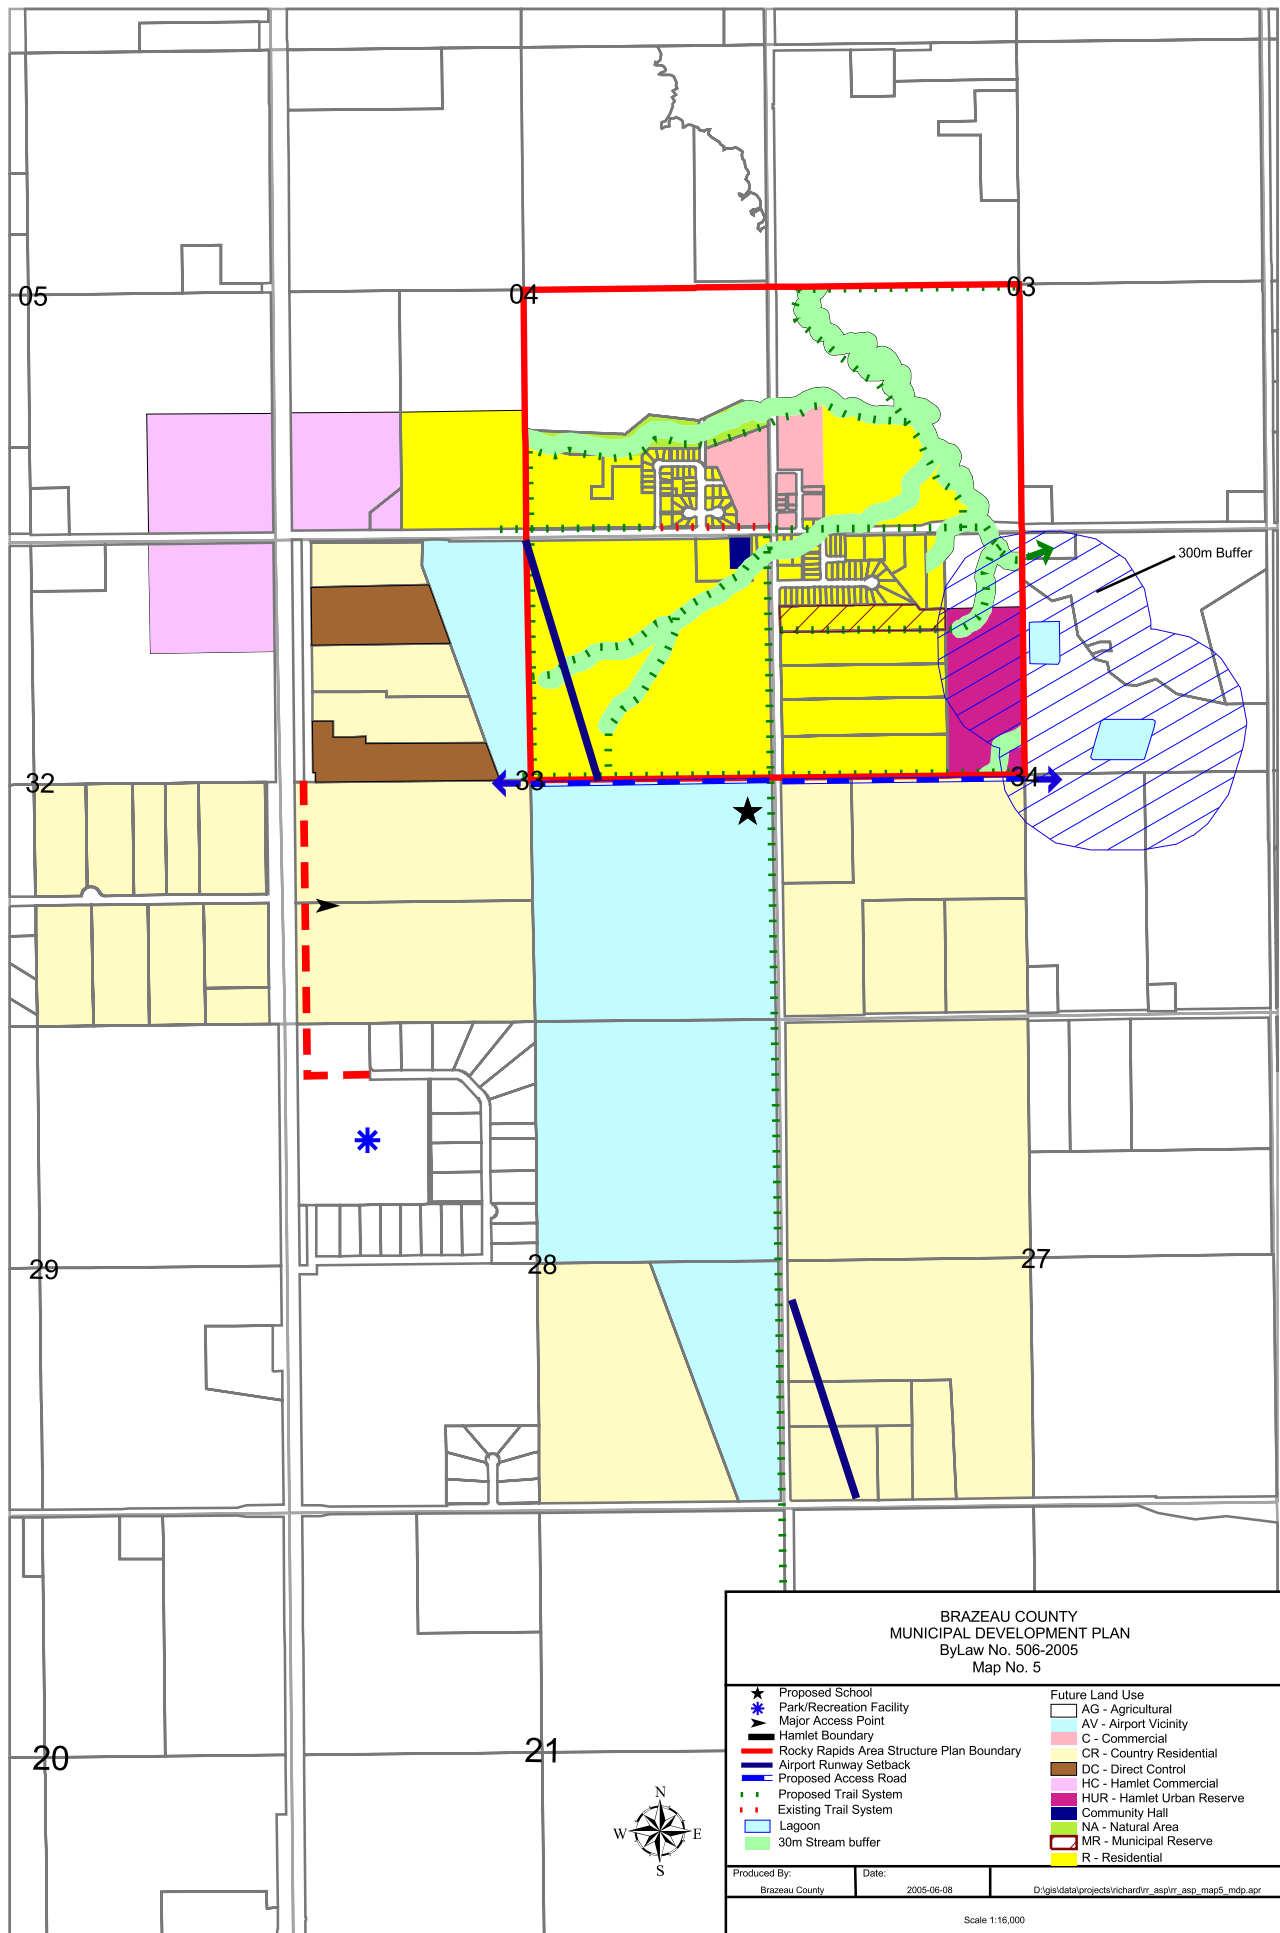 05
04
03
300m Buffer
32
33
34
29
28
27
20
21
N
W
E
S
BRAZEAU COUNTY
MUNICIPAL DEVELOPMENT PLAN
ByLaw No. 506-2005
Map No. 5
Proposed School
Park/Recreation Facility
Major Access Point
Hamlet Boundary
Rocky Rapids Area Structure Plan Boundary
Airport Runway Setback
Proposed Access Road
Proposed Trail System
Existing Trail System
Lagoon
30m Stream buffer
Future Land Use
AG - Agricultural
AV - Airport Vicinity
C - Commercial
CR - Country Residential
DC - Direct Control
HC - Hamlet Commercial
HUR - Hamlet Urban Reserve
Community Hall
NA - Natural Area
MR - Municipal Reserve
R - Residential
Produced By:
Brazeau County
Date:
2005-06-08
D:\gis\data\projects\richard\rr_asp\rr_asp_map5_mdp.apr
Scale 1:16,000